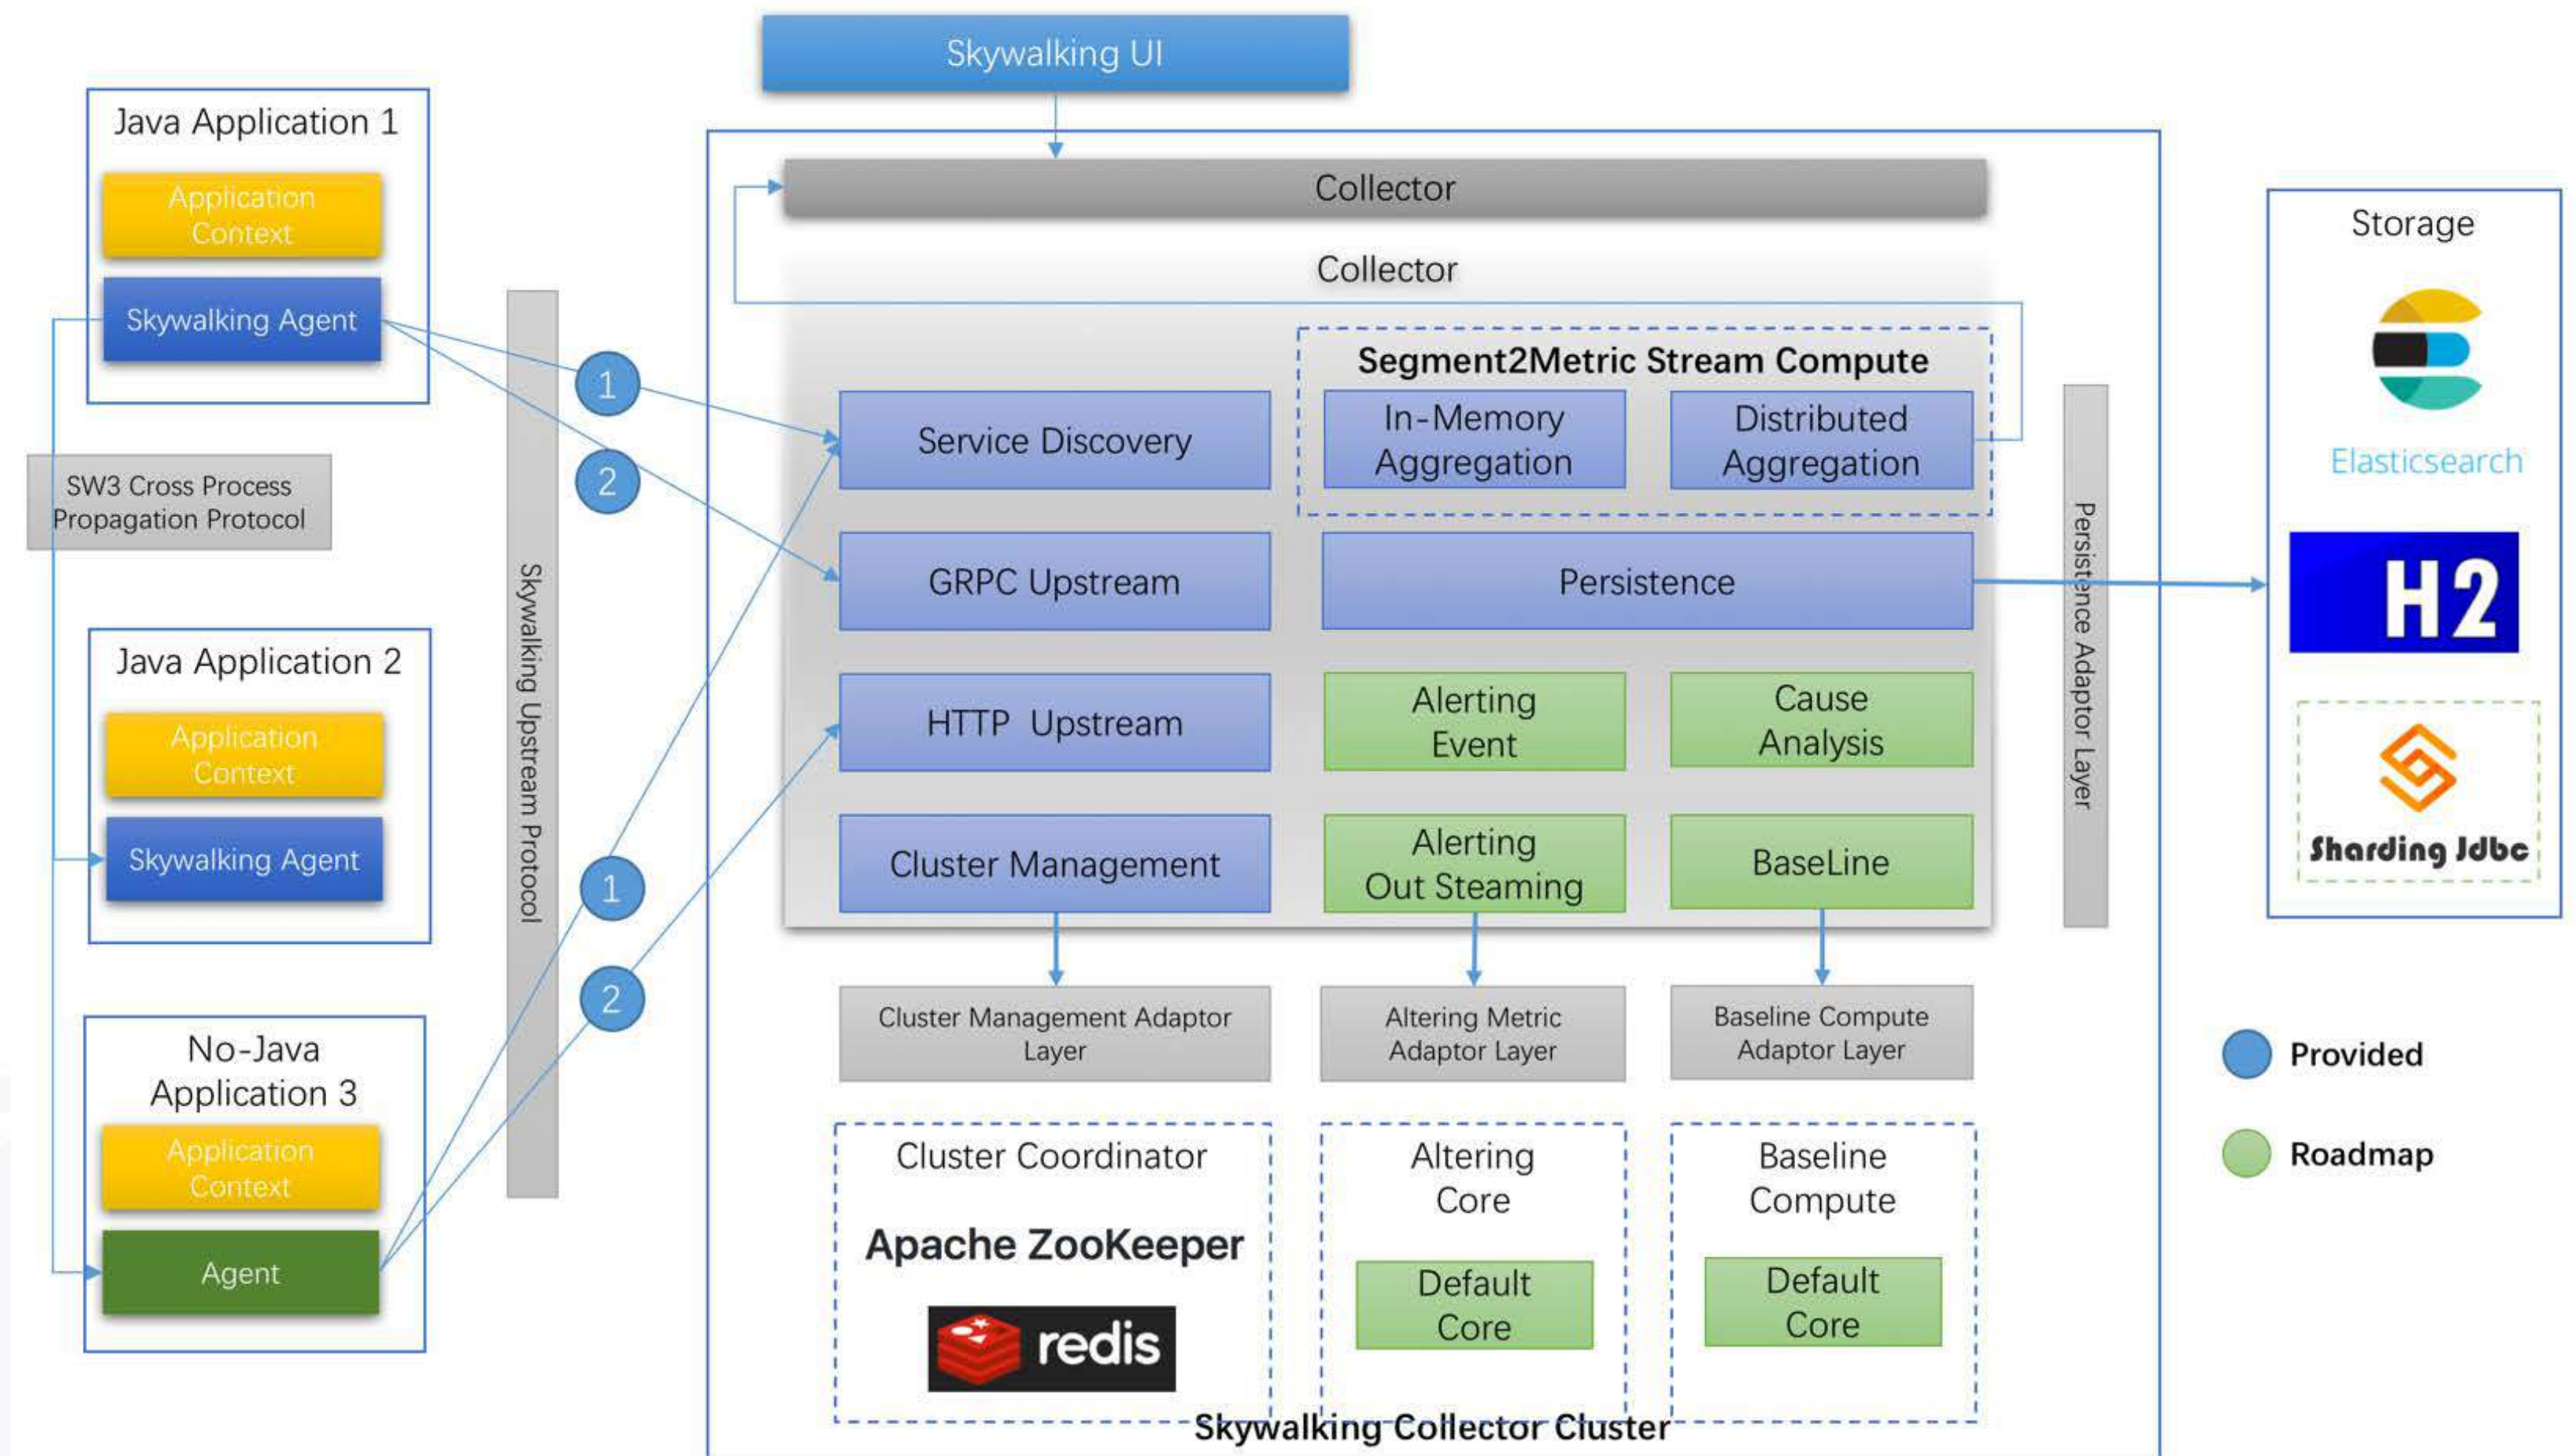 Skywalking UI
Java Application 1
Application
Context
Skywalking Agent
SW3 Cross Process
Propagation Protocol
Java Application 2
Application
Context
Skywalking Agent
No-Java
Application 3
Application
Context
Agent
Skywalking Upstream Protocol
1
2
1
2
Collector
Collector
Segment2Metric Stream Compute
Service Discovery
In-Memory
Aggregation
Distributed
Aggregation
GRPC Upstream
Persistence
HTTP Upstream
Alerting
Event
Cause
Analysis
Cluster Management
Alerting
Out Steaming
BaseLine
Persistence Adaptor Layer
Cluster Management Adaptor
Layer
Altering Metric
Adaptor Layer
Baseline Compute
Adaptor Layer
Cluster Coordinator
Apache ZooKeeper
redis
Altering
Core
Default
Core
Baseline
Compute
Default
Core
Skywalking Collector Cluster
Storage
Elasticsearch
H2
Sharding Jdbc
Provided
Roadmap